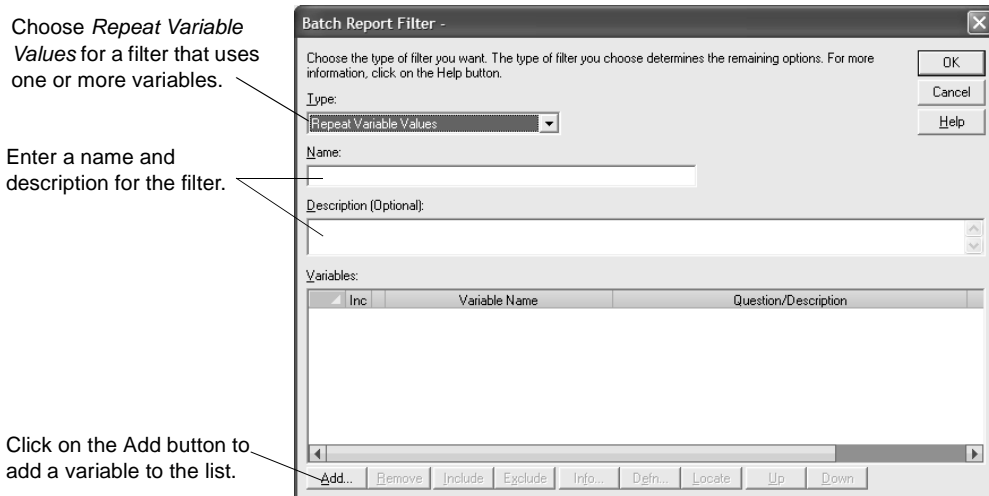 Choose Repeat Variable
Values for a filter that uses
one or more variables.
Enter a name and
description for the filter.
Click on the Add button to
add a variable to the list.
Batch Report Filter -
Choose the type of filter you want. The type of filter you choose determines the remaining options. For more
information, click on the Help button.
OK
Cancel
Help
Type:
Repeat Variable Values
Name:
Description (Optional):
Variables:
Inc Variable Name Question/Description
Add... Remove Include Exclude Info... Defn... Locate Up Down